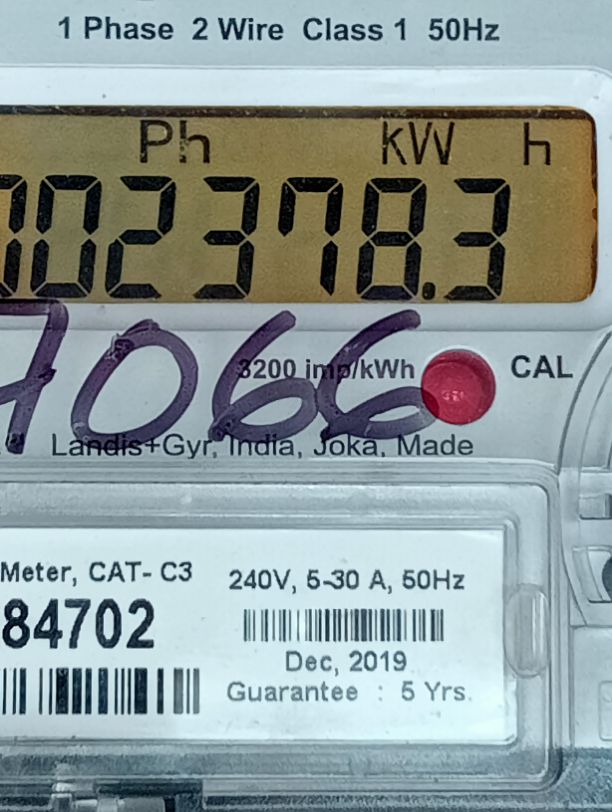 1 Phase 2 Wire Class 1 50Hz
Ph kW h
002378.3
7066
3200 imp/kWh CAL
Landis+Gyr, India, Joka, Made
Meter, CAT- C3
84702
240V, 5-30 A, 50Hz
Dec, 2019
Guarantee : 5 Yrs.